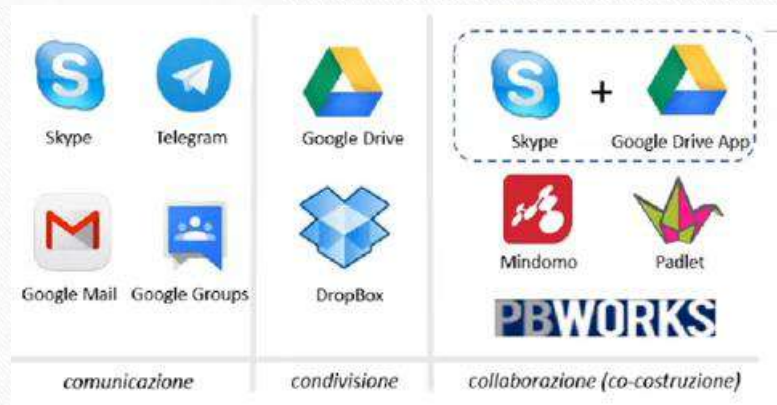 Skype
Telegram
Google Mail
Google Groups
comunicazione
Google Drive
DropBox
condivisione
S + 
Skype
Google Drive App
Mindomo
Padlet
PBWORKS
collaborazione (co-costruzione)